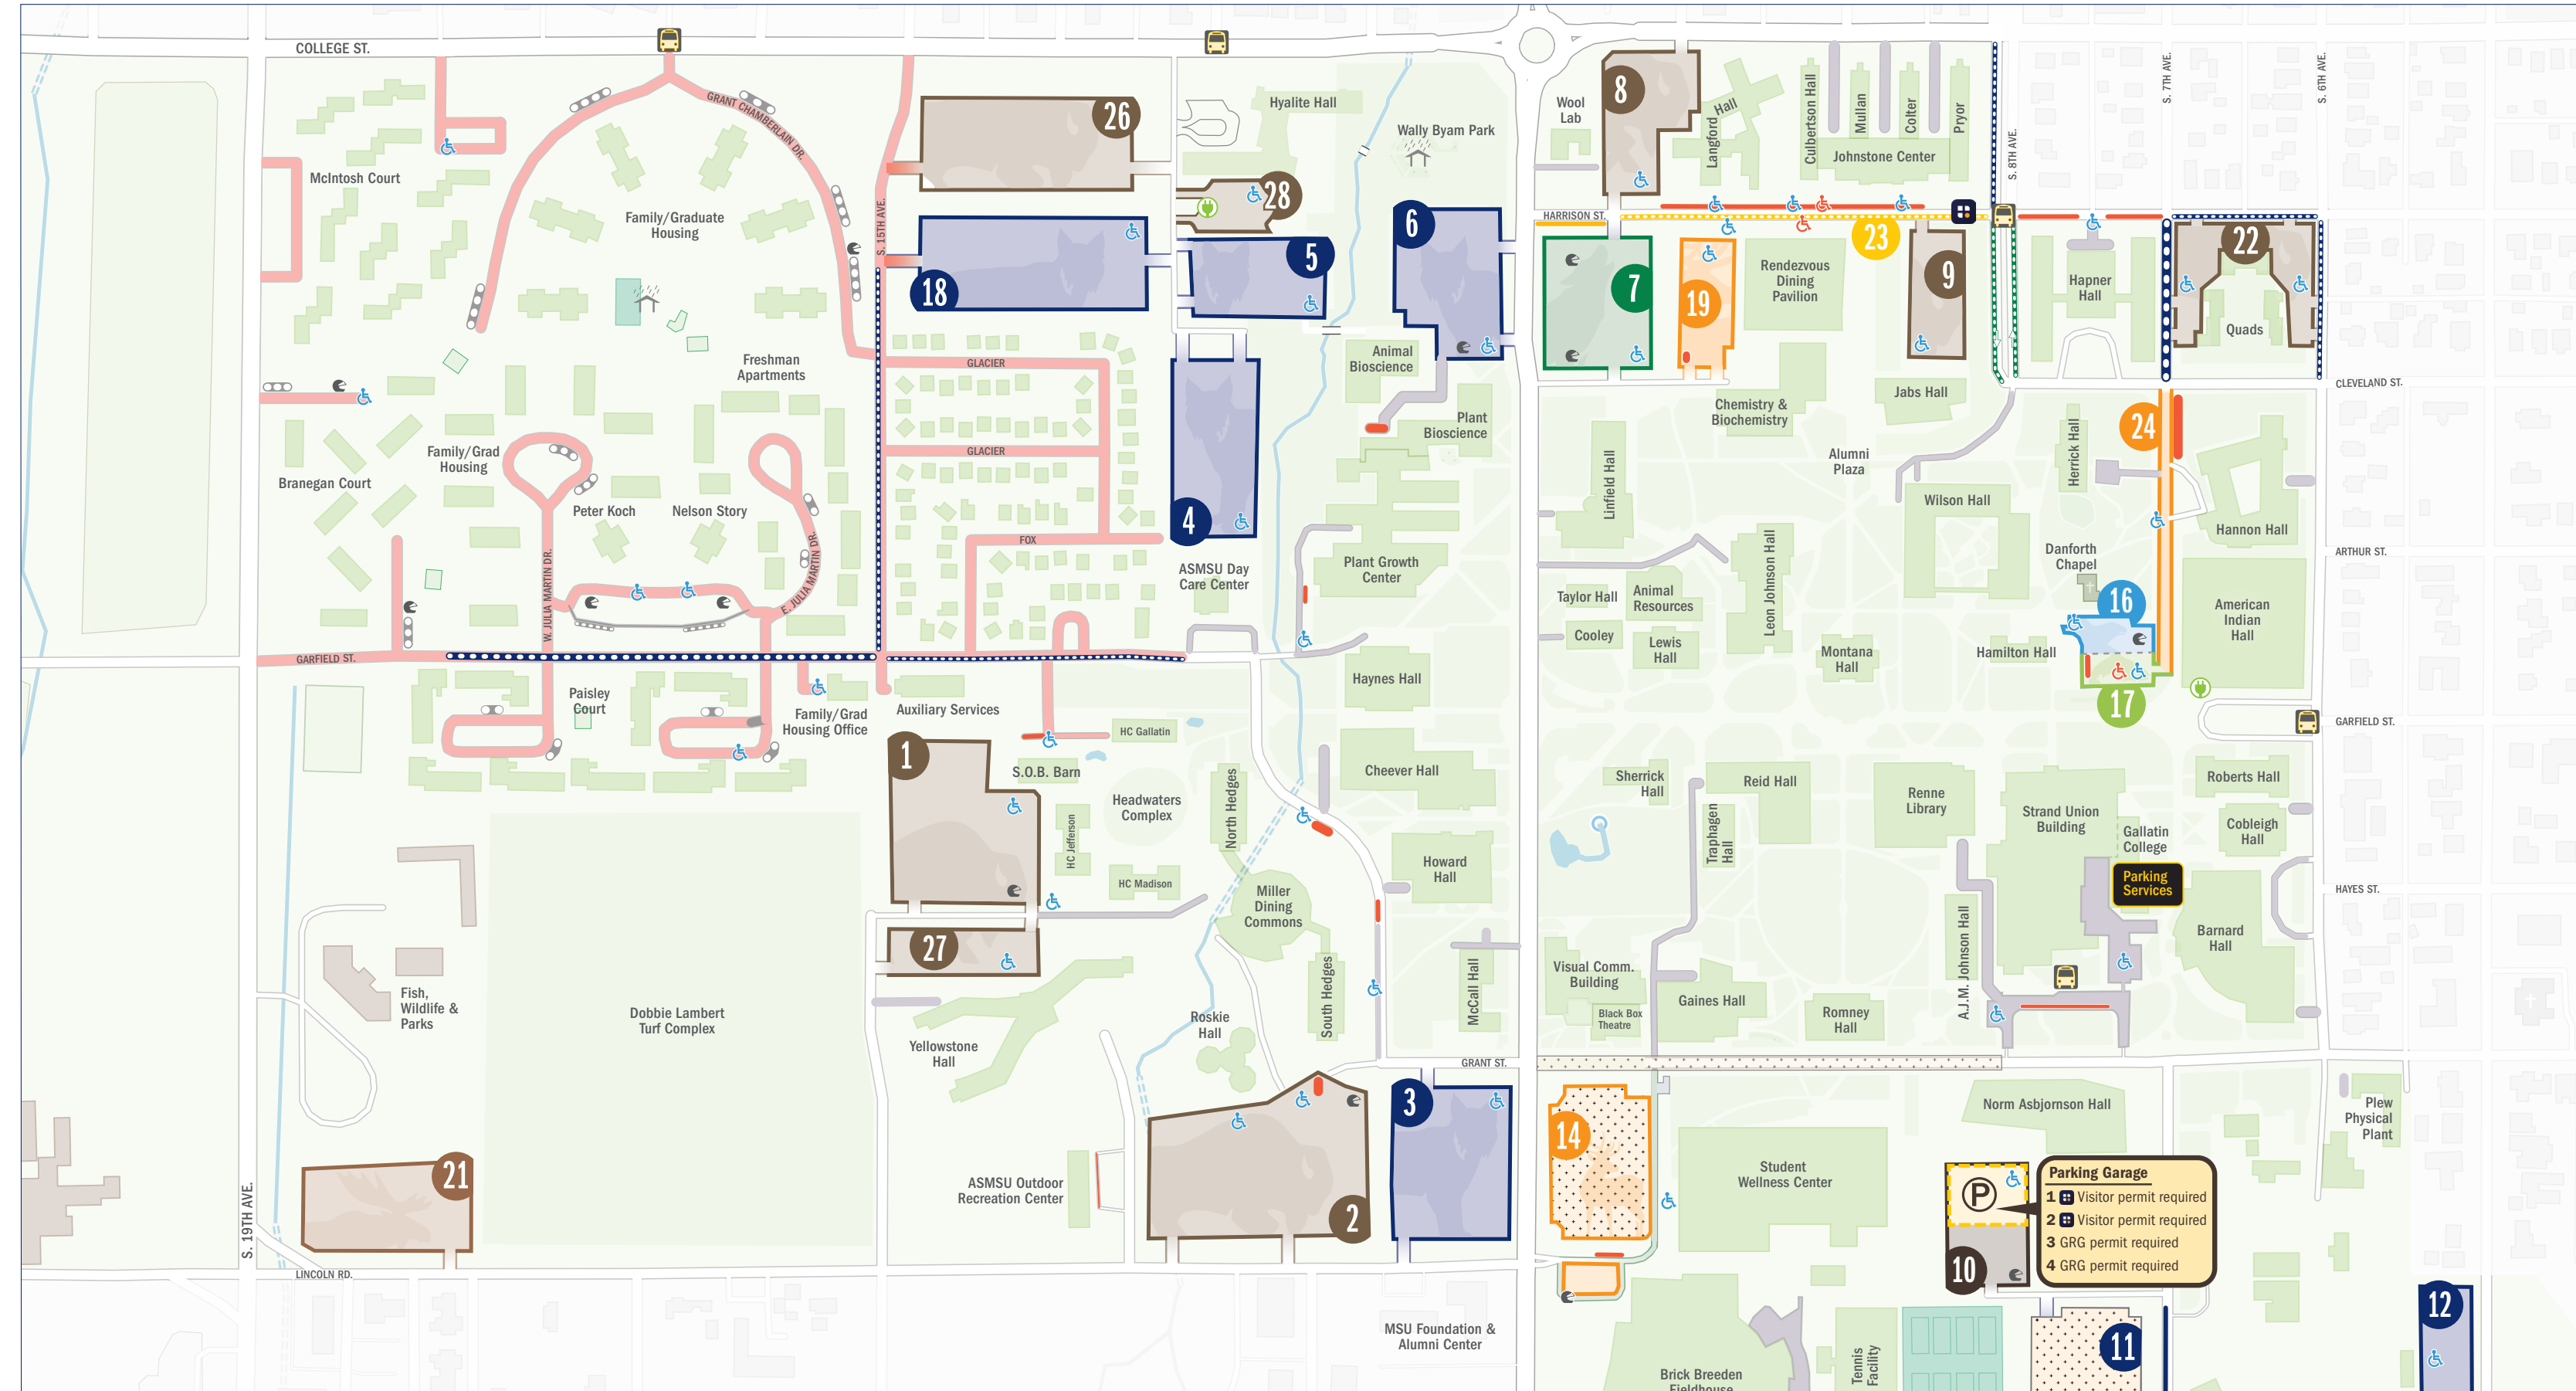 COLLEGE ST.
GRANT CHAMBERLAIN DR.
S. 15TH AVE.
McIntosh Court
Family/Graduate
Housing
26
Hyalite Hall
28
18
5
Wally Byam Park
6
Wool
Lab
8
Langford
Hall
Culbertson Hall
Mullan
Colter
Pryor
Johnstone Center
S. 8TH AVE.
S. 7TH AVE.
S. 6TH AVE.
HARRISON ST.
7
19
Rendezvous
Dining
Pavilion
23
9
Hapner
Hall
22
Quads
Freshman
Apartments
GLACIER
GLACIER
FOX
4
Animal
Bioscience
Plant
Bioscience
Chemistry &
Biochemistry
Jabs Hall
CLEVELAND ST.
24
Family/Grad
Housing
Branegan Court
Peter Koch
Nelson Story
W. JULIA MARTIN DR.
E. JULIA MARTIN DR.
ASMSU Day
Care Center
Plant Growth
Center
Linfield Hall
Alumni
Plaza
Wilson Hall
Herrick Hall
Hannon Hall
Leon Johnson Hall
Danforth
Chapel
ARTHUR ST.
Taylor Hall
Animal
Resources
Cooley
Lewis
Hall
Montana
Hall
Hamilton Hall
16
American
Indian
Hall
17
GARFIELD ST.
Paisley
Court
Family/Grad
Housing Office
Auxiliary Services
Haynes Hall
GARFIELD ST.
1
HC Gallatin
S.O.B. Barn
Headwaters
Complex
HC Jefferson
HC Madison
North Hedges
Cheever Hall
Sherrick
Hall
Reid Hall
Traphagen
Hall
Renne
Library
Strand Union
Building
Gallatin
College
Parking
Services
Roberts Hall
Cobleigh
Hall
Howard
Hall
Miller
Dining
Commons
HAYES ST.
27
Barnard
Hall
Fish,
Wildlife &
Parks
Dobbie Lambert
Turf Complex
Yellowstone
Hall
Roskie
Hall
South Hedges
McCall Hall
Visual Comm.
Building
Black Box
Theatre
Gaines Hall
Romney
Hall
A.J.M. Johnson Hall
GRANT ST.
3
14
Norm Asbjornson Hall
Plew
Physical
Plant
Student
Wellness Center
21
S. 19TH AVE.
ASMSU Outdoor
Recreation Center
2
P
10
Parking Garage
1 Visitor permit required
2 Visitor permit required
3 GRG permit required
4 GRG permit required
LINCOLN RD.
MSU Foundation &
Alumni Center
Brick Breeden
Fieldhouse
Tennis
Facility
11
12